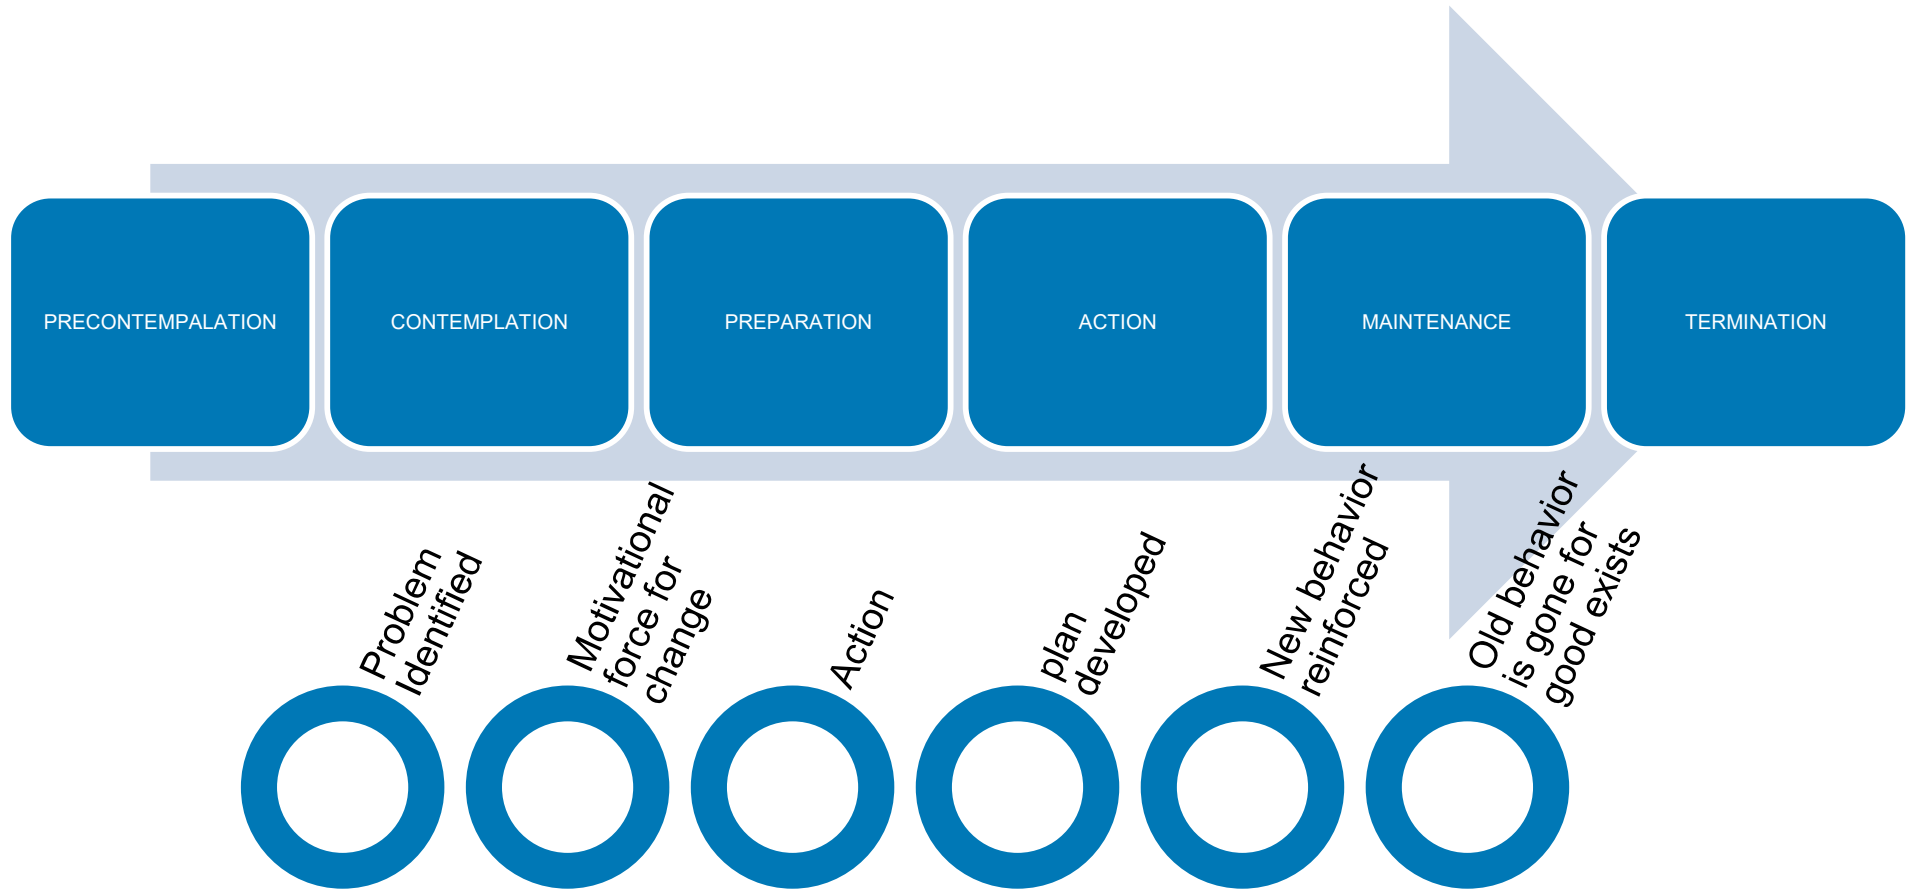 PRECONTEMPALATION
CONTEMPLATION
PREPARATION
ACTION
MAINTENANCE
TERMINATION
Problem
Identified
Motivational
force for
change
Action
plan
developed
New behavior
reinforced
Old behavior
is gone for
good exists